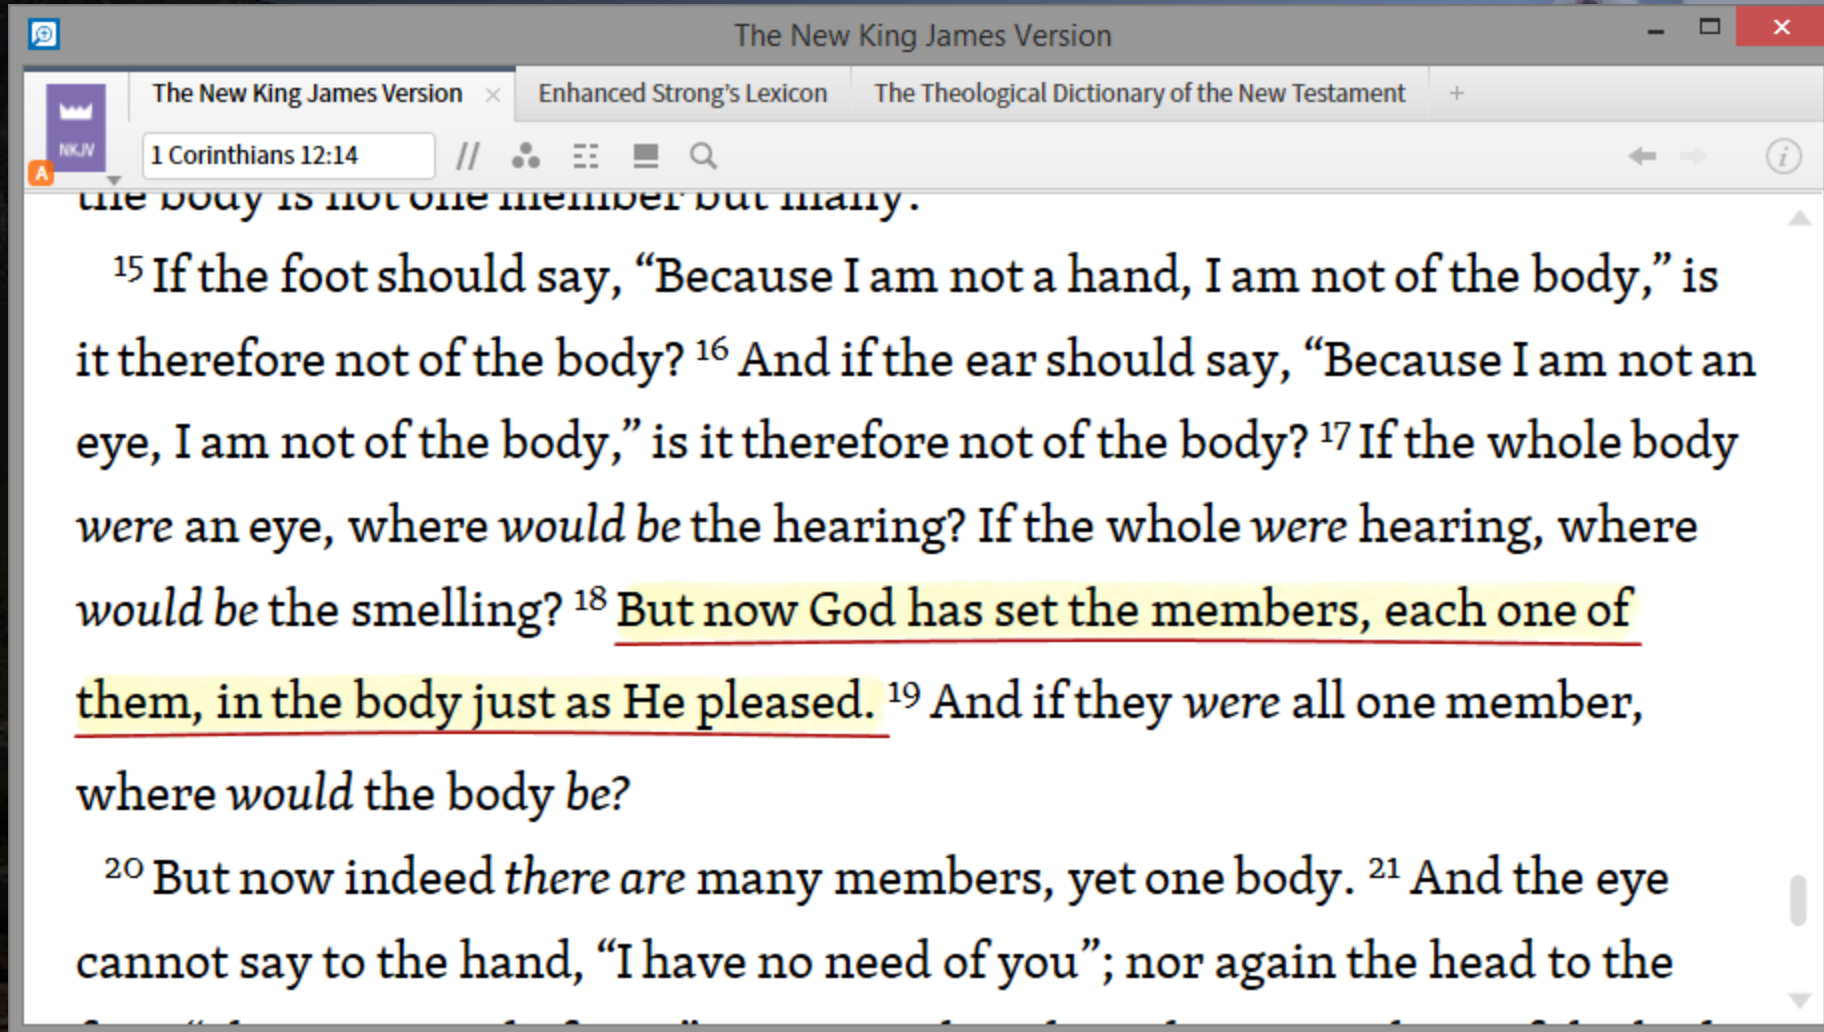 The New King James Version
The New King James Version Enhanced Strong's Lexicon The Theological Dictionary of the New Testament
NKJV
A
1 Corinthians 12:14
the body is not one member but many.
15 If the foot should say, “Because I am not a hand, I am not of the body,” is
it therefore not of the body? 16 And if the ear should say, “Because I am not an
eye, I am not of the body,” is it therefore not of the body? 17 If the whole body
were an eye, where would be the hearing? If the whole were hearing, where
would be the smelling? 18 But now God has set the members, each one of
them, in the body just as He pleased. 19 And if they were all one member,
where would the body be?
20 But now indeed there are many members, yet one body. 21 And the eye
cannot say to the hand, “I have no need of you”; nor again the head to the